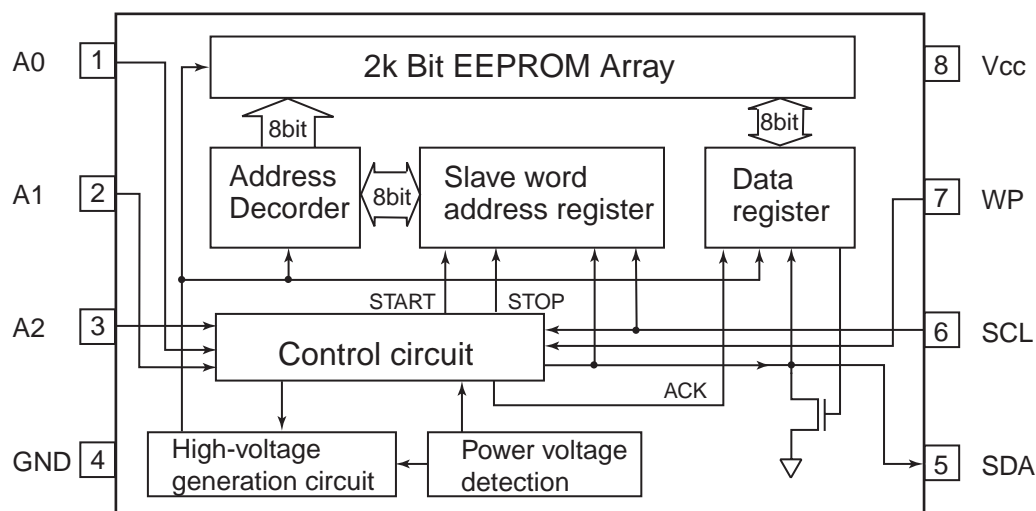 A0
1
2k Bit EEPROM Array
8
Vcc
8bit
8bit
A1
2
Address
Decorder
8bit
Slave word
address register
Data
register
7
WP
START
STOP
A2
3
Control circuit
6
SCL
ACK
GND
4
High-voltage
generation circuit
Power voltage
detection
5
SDA